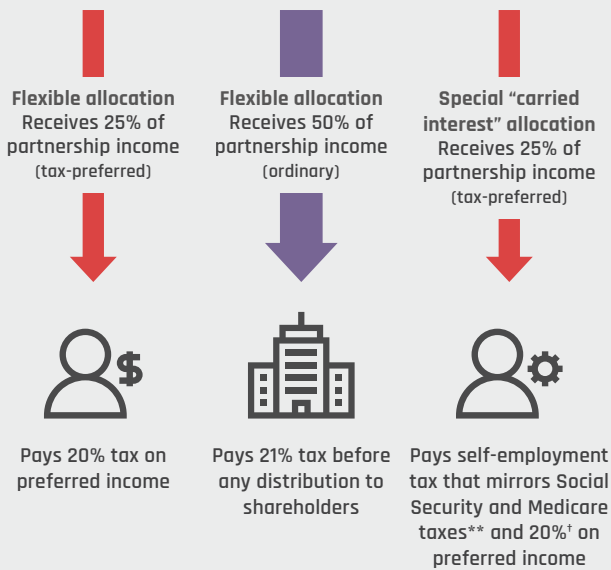 Flexible allocation
Receives 25% of
partnership income
(tax-preferred)
Flexible allocation
Receives 50% of
partnership income
(ordinary)
Special “carried
interest” allocation
Receives 25% of
partnership income
(tax-preferred)
$
Pays 20% tax on
preferred income
Pays 21% tax before
any distribution to
shareholders
Pays self-employment
tax that mirrors Social
Security and Medicare
taxes** and 20%† on
preferred income